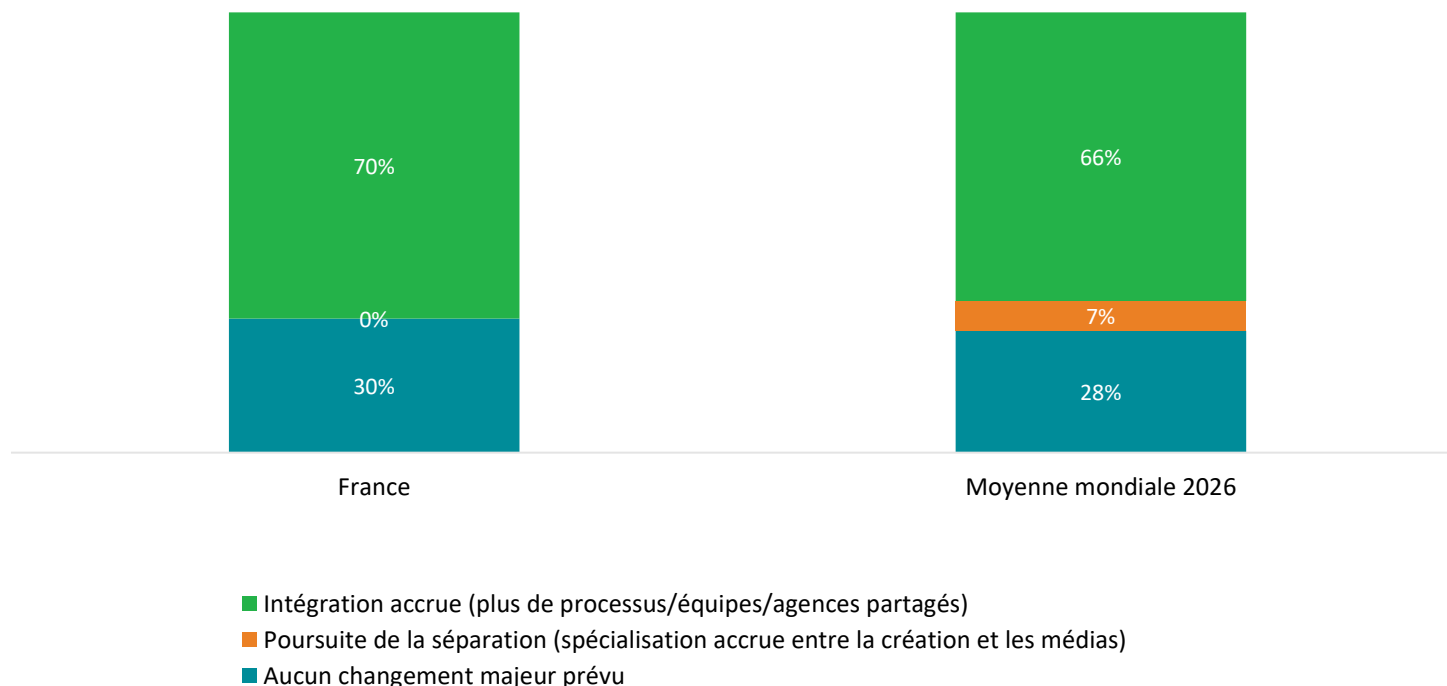 70%
66%
0%
7%
30%
28%
France
Moyenne mondiale 2026
Intégration accrue (plus de processus/équipes/agences partagés)
Poursuite de la séparation (spécialisation accrue entre la création et les médias)
Aucun changement majeur prévu